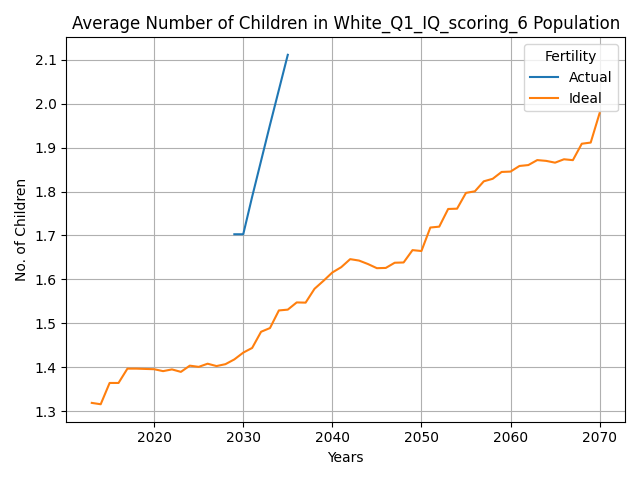 Average Number of Children in White_Q1_IQ_scoring_6 Population
Fertility
Actual
Ideal
No. of Children
2.1
2.0
1.9
1.8
1.7
1.6
1.5
1.4
1.3
2020 2030 2040 2050 2060 2070
Years